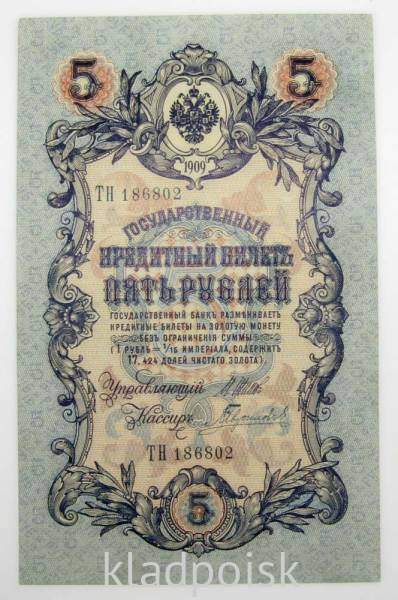 5 5
1909
ТН 186802
ГОСУДАРСТВЕННЫЙ
КРЕДИТНЫЙ БИЛЕТЪ
ПЯТЬ РУБЛЕЙ
ГОСУДАРСТВЕННЫЙ БАНКЪ РАЗМѢНИВАЕТЪ
КРЕДИТНЫЕ БИЛЕТЫ НА ЗОЛОТУЮ МОНЕТУ
БЕЗЪ ОГРАНИЧЕНІЯ СУММЫ
(1 РУБЛЬ = 1/15 ИМПЕРІАЛА, СОДЕРЖИТЪ
17,424 ДОЛЕЙ ЧИСТАГО ЗОЛОТА).
Управляющій
Кассиръ
ТН 186802
5
kladpoisk